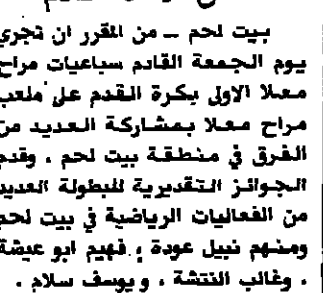 بيت لحم ــ من المقرر ان تجري
يوم الجمعة القادم سباعيات مراح
معلا الاولى بكرة القدم على ملعب
مراح معلا بمشاركة العديد من
الفرق في منطقة بيت لحم . وقدم
الجوائز التقديرية للبطولة العديد
من الفعاليات الرياضية في بيت لحم
ومنهم نبيل عودة ، فهيم ابو عيشة
، وغالب النتشة ، ويوسف سلام .